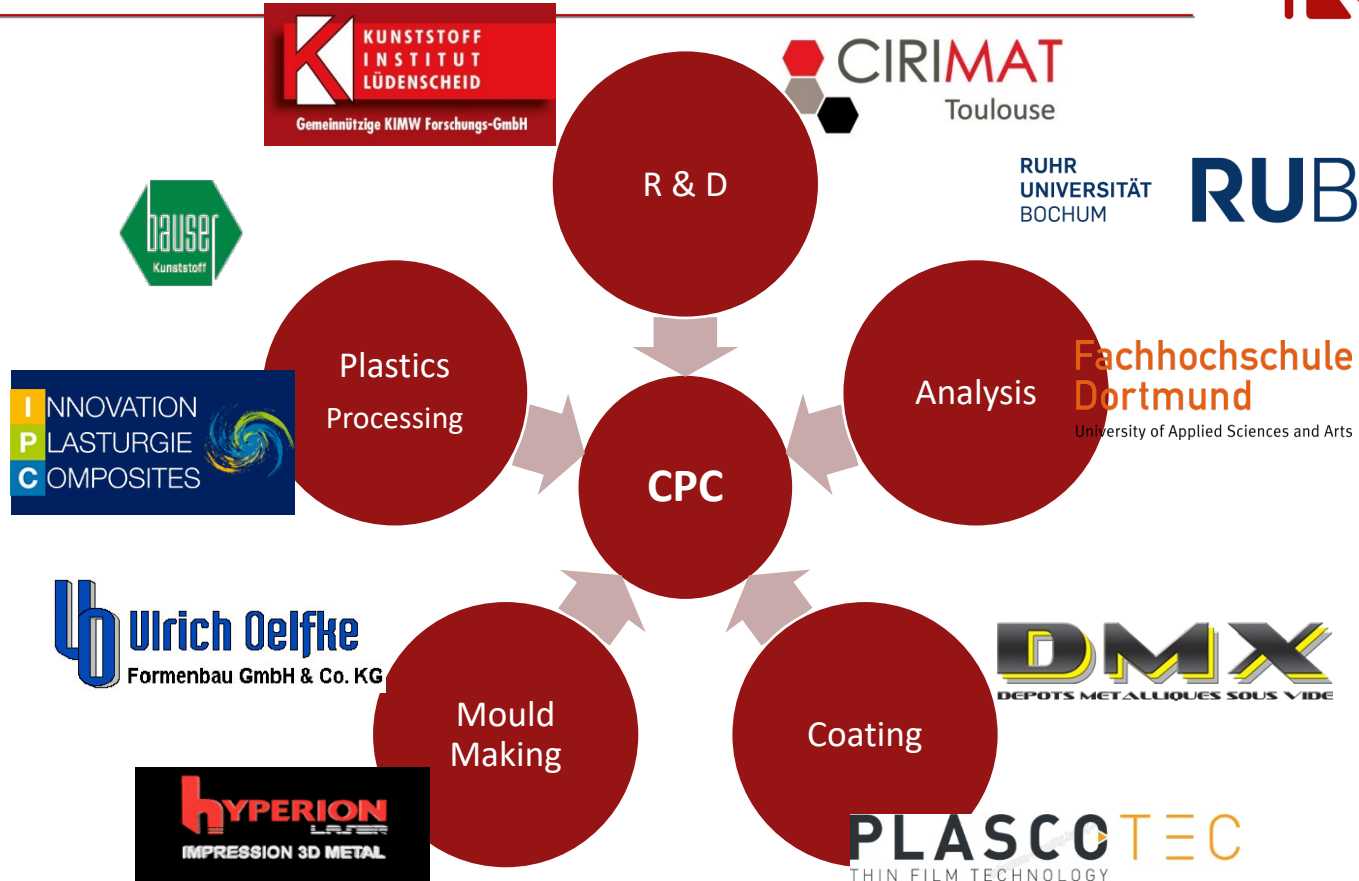 KUNSTSTOFF
INSTITUT
LÜDENSCHEID
Gemeinnützige KIMW Forschungs-GmbH
CIRIMAT
Toulouse
R & D
RUHR
UNIVERSITÄT
BOCHUM
RUB
bauser
Kunststoff
Plastics
Processing
Analysis
Fachhochschule
Dortmund
University of Applied Sciences and Arts
INNOVATION
PLASTURGIE
COMPOSITES
CPC
Ulrich Oelfke
Formenbau GmbH & Co. KG
DMX
DEPOTS METALLIQUES SOUS VIDE
Mould
Making
Coating
hYPERION
LASER
IMPRESSION 3D METAL
PLASCOTEC
THIN FILM TECHNOLOGY